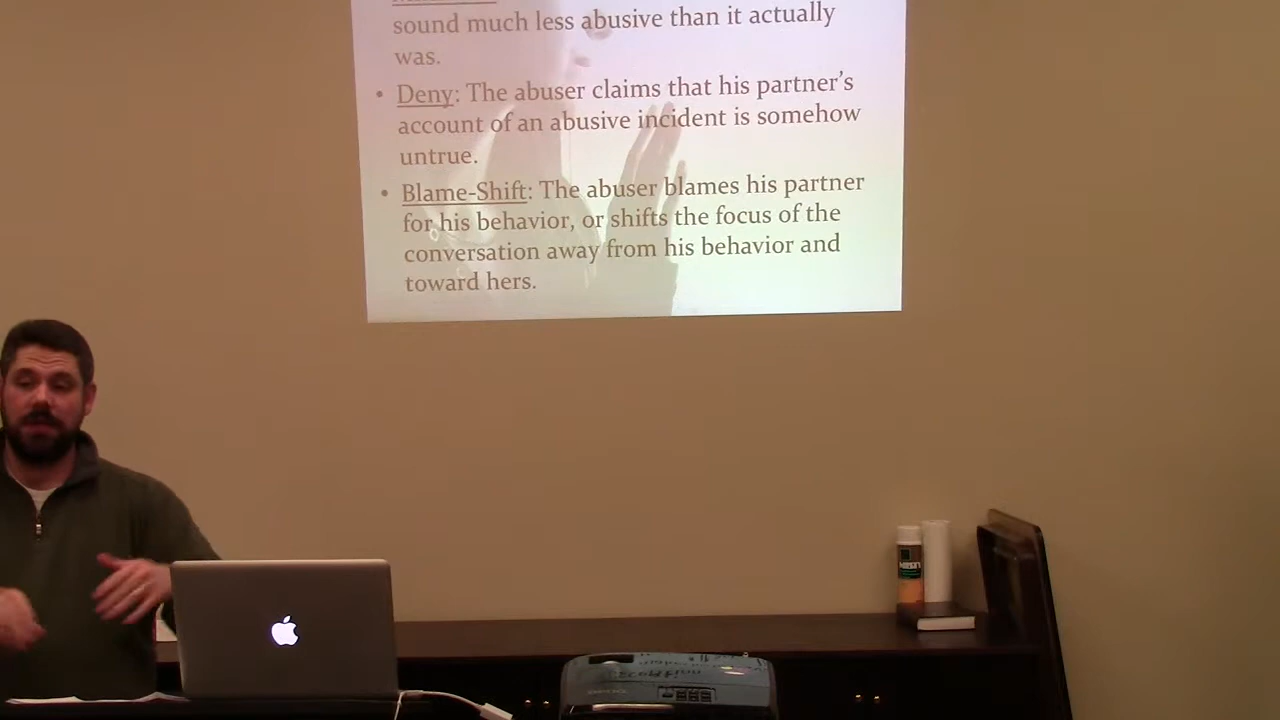 sound much less abusive than it actually
was.
• Deny: The abuser claims that his partner's
account of an abusive incident is somehow
untrue.
• Blame-Shift: The abuser blames his partner
for his behavior, or shifts the focus of the
conversation away from his behavior and
toward hers.